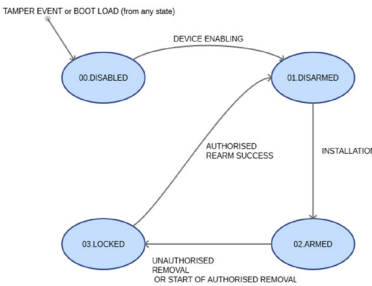 TAMPER EVENT or BOOT LOAD (from any state)
DEVICE ENABLING
00.DISABLED
01.DISARMED
AUTHORISED
REARM SUCCESS
INSTALLATION
03.LOCKED
02.ARMED
UNAUTHORISED
REMOVAL
OR START OF AUTHORISED REMOVAL